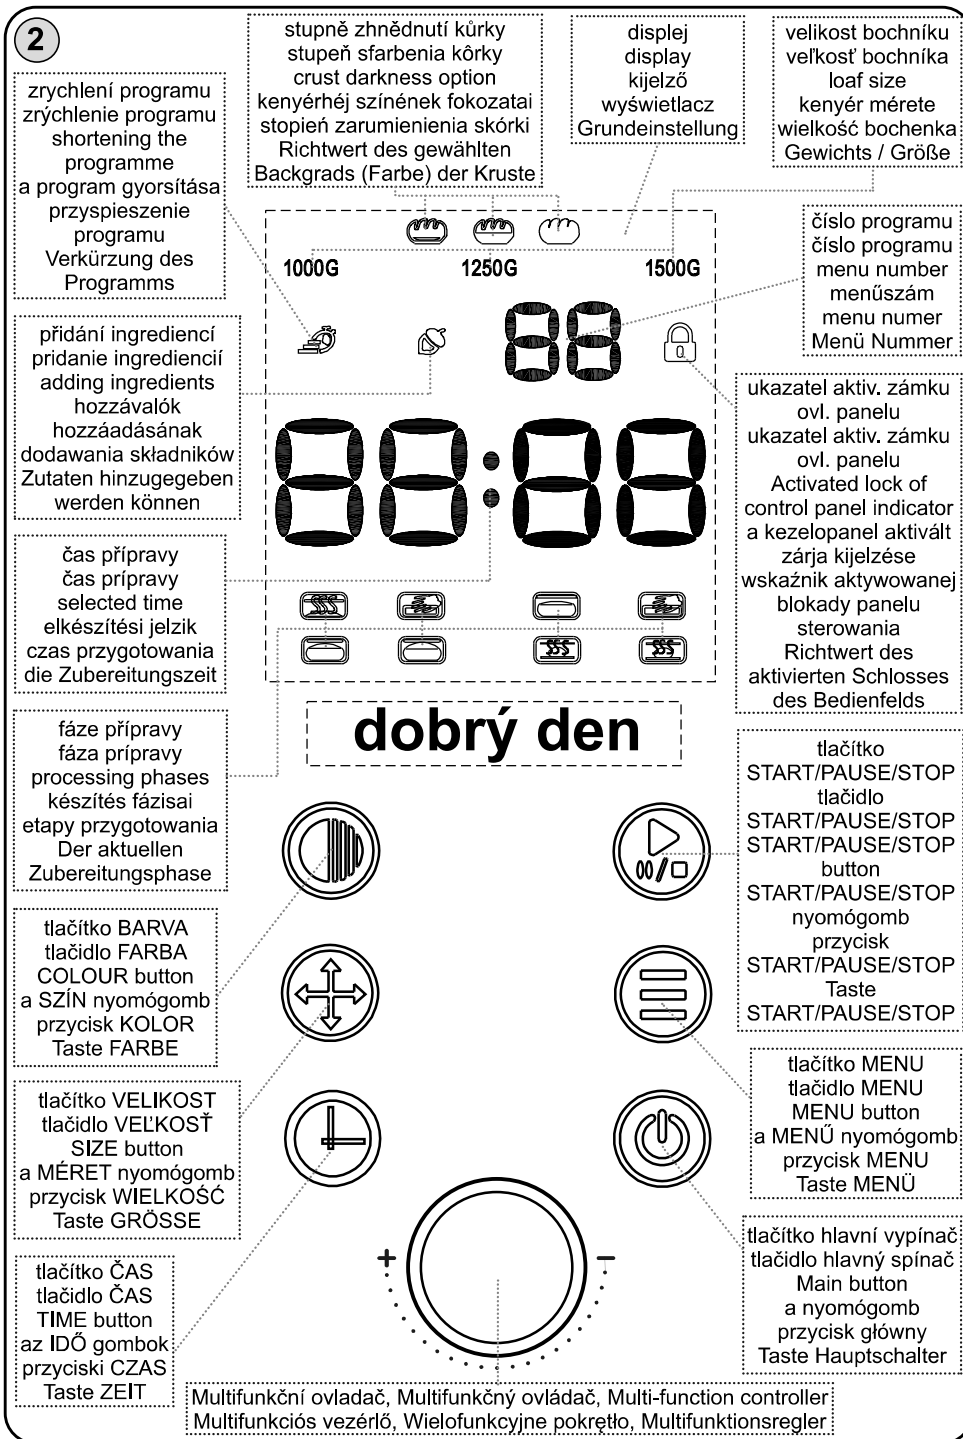 2
stupně zhnědnutí kůrky
stupeň sfarbenia kôrky
crust darkness option
kenyérhéj színének fokozatai
stopień zarumienienia skórki
Richtwert des gewählten
Backgrads (Farbe) der Kruste
displej
display
kijelző
wyświetlacz
Grundeinstellung
velikost bochníku
veľkosť bochníka
loaf size
kenyér mérete
wielkość bochenka
Gewichts / Größe
zrychlení programu
zrýchlenie programu
shortening the
programme
a program gyorsítása
przyspieszenie
programu
Verkürzung des
Programms
1000G 1250G 1500G
číslo programu
číslo programu
menu number
menűszám
menu numer
Menü Nummer
přidání ingrediencí
pridanie ingrediencií
adding ingredients
hozzávalók
hozzáadásának
dodawania składników
Zutaten hinzugegeben
werden können
88
88:88
ukazatel aktiv. zámku
ovl. panelu
ukazatel aktiv. zámku
ovl. panelu
Activated lock of
control panel indicator
a kezelopanel aktivált
zárja kijelzése
wskaźnik aktywowanej
blokady panelu
sterowania
Richtwert des
aktivierten Schlosses
des Bedienfelds
čas přípravy
čas prípravy
selected time
elkészítési jelzik
czas przygotowania
die Zubereitungszeit
dobrý den
fáze přípravy
fáza prípravy
processing phases
készítés fázisai
etapy przygotowania
Der aktuellen
Zubereitungsphase
tlačítko
START/PAUSE/STOP
tlačidlo
START/PAUSE/STOP
START/PAUSE/STOP
button
START/PAUSE/STOP
nyomógomb
przycisk
START/PAUSE/STOP
Taste
START/PAUSE/STOP
tlačítko BARVA
tlačidlo FARBA
COLOUR button
a SZÍN nyomógomb
przycisk KOLOR
Taste FARBE
tlačítko MENU
tlačidlo MENU
MENU button
a MENŰ nyomógomb
przycisk MENU
Taste MENÜ
tlačítko VELIKOST
tlačidlo VEĽKOSŤ
SIZE button
a MÉRET nyomógomb
przycisk WIELKOŚĆ
Taste GRÖSSE
tlačítko hlavní vypínač
tlačidlo hlavný spínač
Main button
a nyomógomb
przycisk główny
Taste Hauptschalter
tlačítko ČAS
tlačidlo ČAS
TIME button
az IDŐ gombok
przyciski CZAS
Taste ZEIT
+ −
Multifunkční ovladač, Multifunkčný ovládač, Multi-function controller
Multifunkciós vezérlő, Wielofunkcyjne pokrętło, Multifunktionsregler